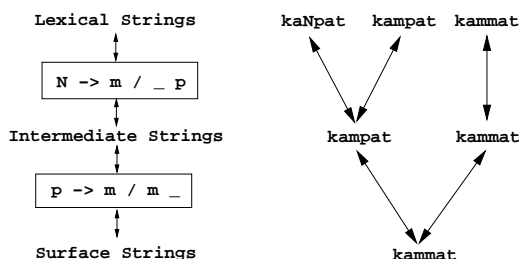 Lexical Strings kaNpat kampat kammat
N -> m / _ p
Intermediate Strings kampat kammat
p -> m / m _
Surface Strings kammat